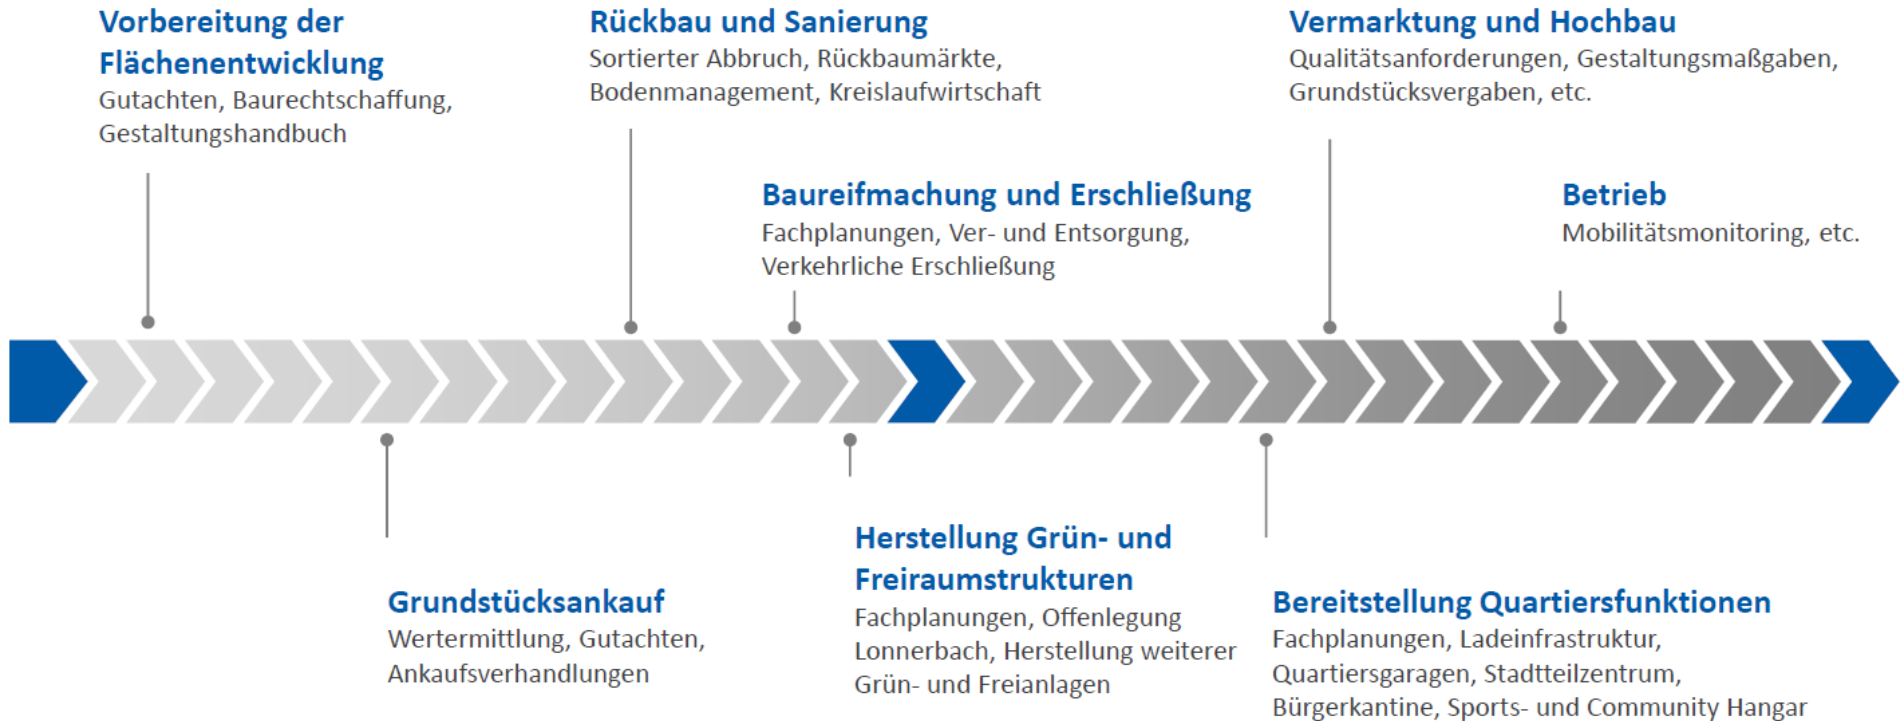 Vorbereitung der
Flächenentwicklung
Gutachten, Baurechtschaffung,
Gestaltungshandbuch
Rückbau und Sanierung
Sortierter Abbruch, Rückbaumärkte,
Bodenmanagement, Kreislaufwirtschaft
Vermarktung und Hochbau
Qualitätsanforderungen, Gestaltungsmaßgaben,
Grundstücksvergaben, etc.
Baureifmachung und Erschließung
Fachplanungen, Ver- und Entsorgung,
Verkehrliche Erschließung
Betrieb
Mobilitätsmonitoring, etc.
Grundstücksankauf
Wertermittlung, Gutachten,
Ankaufsverhandlungen
Herstellung Grün- und
Freiraumstrukturen
Fachplanungen, Offenlegung
Lonnerbach, Herstellung weiterer
Grün- und Freianlagen
Bereitstellung Quartiersfunktionen
Fachplanungen, Ladeinfrastruktur,
Quartiersgaragen, Stadtteilzentrum,
Bürgerkantine, Sports- und Community Hangar